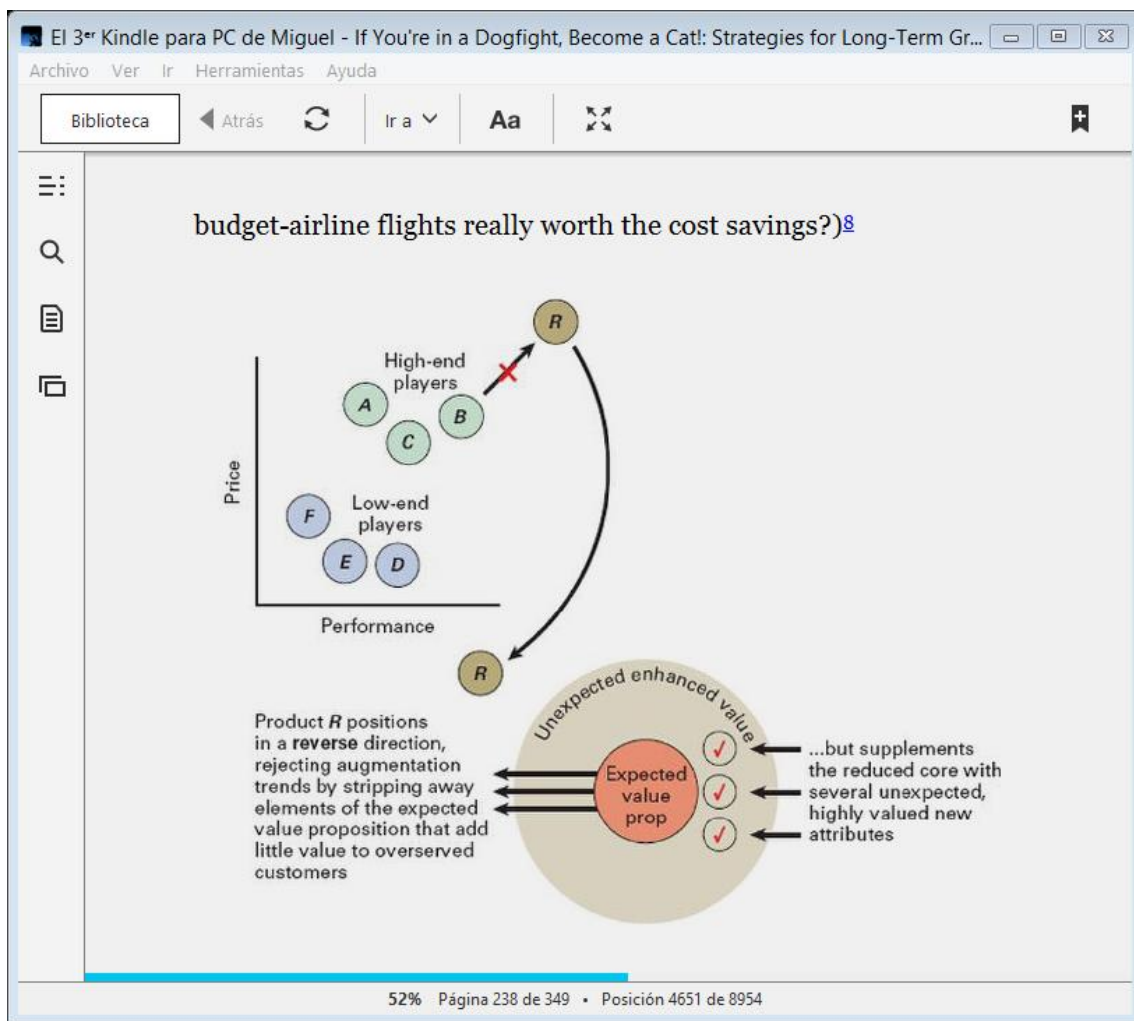 El 3er Kindle para PC de Miguel - If You're in a Dogfight, Become a Cat!: Strategies for Long-Term Gr...
Archivo Ver Ir Herramientas Ayuda
Biblioteca Atrás Ir a Aa
budget-airline flights really worth the cost savings?)8
R
High-end
players
A
B
C
Price
Low-end
players
F
E
D
Performance
R
Unexpected enhanced value
Product R positions
in a reverse direction,
rejecting augmentation
trends by stripping away
elements of the expected
value proposition that add
little value to overserved
customers
Expected
value
prop
...but supplements
the reduced core with
several unexpected,
highly valued new
attributes
52% Página 238 de 349 • Posición 4651 de 8954